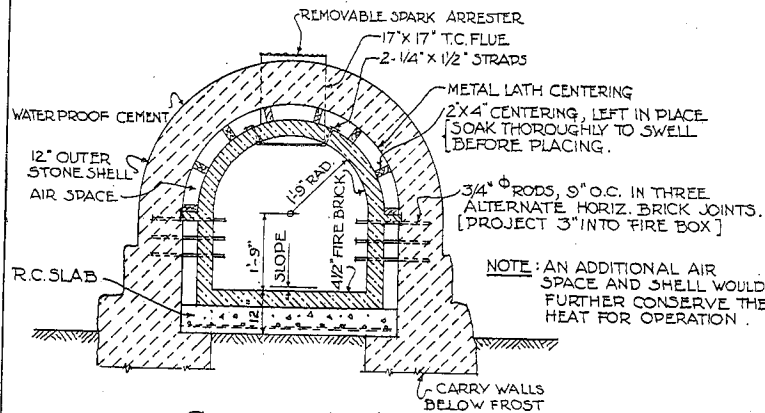 REMOVABLE SPARK ARRESTER
17"X 17" T.C. FLUE
2-1/4" X 1 1/2" STRAPS
METAL LATH CENTERING
2"X4" CENTERING, LEFT IN PLACE
[SOAK THOROUGHLY TO SWELL
BEFORE PLACING.
WATERPROOF CEMENT
12" OUTER
STONE SHELL
AIR SPACE
1'-9" RAD.
3/4" Φ RODS, 9" O.C. IN THREE
ALTERNATE HORIZ. BRICK JOINTS.
[PROJECT 3" INTO FIRE BOX]
1'-9"
SLOPE
4 1/2" FIRE BRICK
R.C. SLAB
12"
NOTE: AN ADDITIONAL AIR
SPACE AND SHELL WOULD
FURTHER CONSERVE THE
HEAT FOR OPERATION.
CARRY WALLS
BELOW FROST